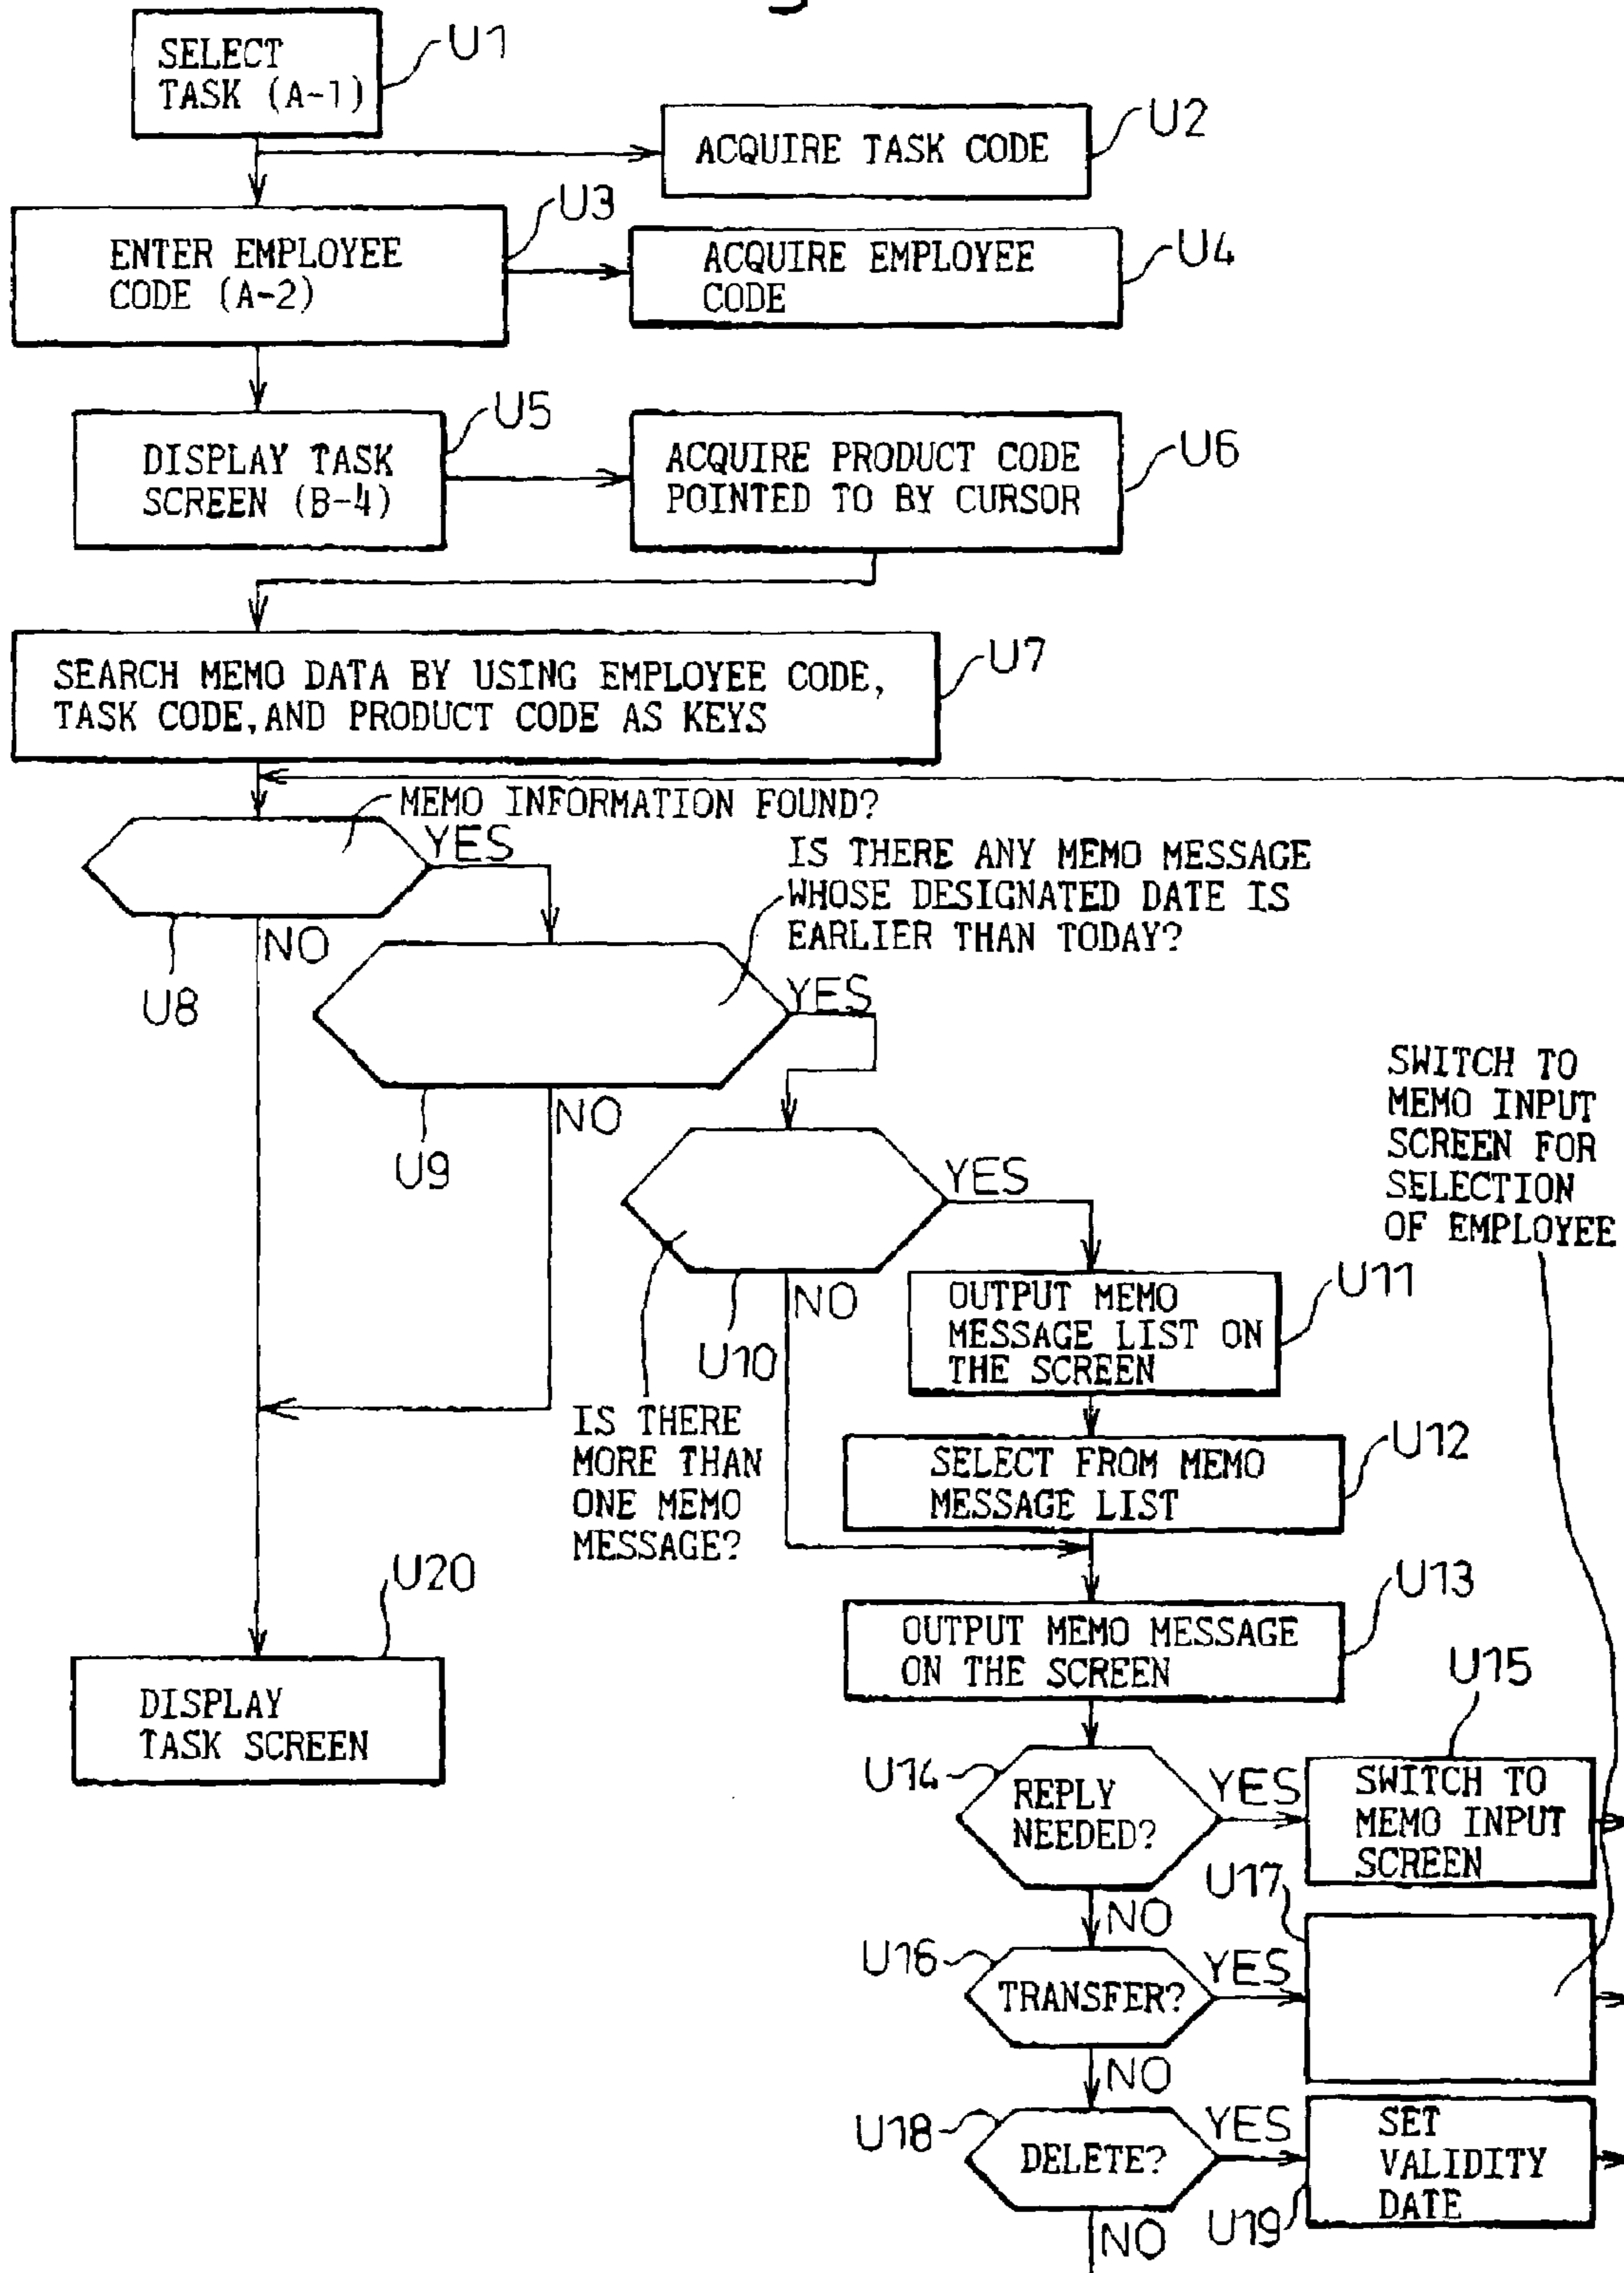 SELECT
TASK (A-1)
U1
ACQUIRE TASK CODE
U2
ENTER EMPLOYEE
CODE (A-2)
U3
ACQUIRE EMPLOYEE
CODE
U4
DISPLAY TASK
SCREEN (B-4)
U5
ACQUIRE PRODUCT CODE
POINTED TO BY CURSOR
U6
SEARCH MEMO DATA BY USING EMPLOYEE CODE,
TASK CODE, AND PRODUCT CODE AS KEYS
U7
MEMO INFORMATION FOUND?
YES
NO
U8
IS THERE ANY MEMO MESSAGE
WHOSE DESIGNATED DATE IS
EARLIER THAN TODAY?
YES
NO
U9
YES
NO
U10
IS THERE
MORE THAN
ONE MEMO
MESSAGE?
SWITCH TO
MEMO INPUT
SCREEN FOR
SELECTION
OF EMPLOYEE
OUTPUT MEMO
MESSAGE LIST ON
THE SCREEN
U11
SELECT FROM MEMO
MESSAGE LIST
U12
OUTPUT MEMO MESSAGE
ON THE SCREEN
U13
U20
DISPLAY
TASK SCREEN
U14
REPLY
NEEDED?
YES
NO
U15
SWITCH TO
MEMO INPUT
SCREEN
U16
TRANSFER?
YES
NO
U17
U18
DELETE?
YES
NO
SET
VALIDITY
DATE
U19